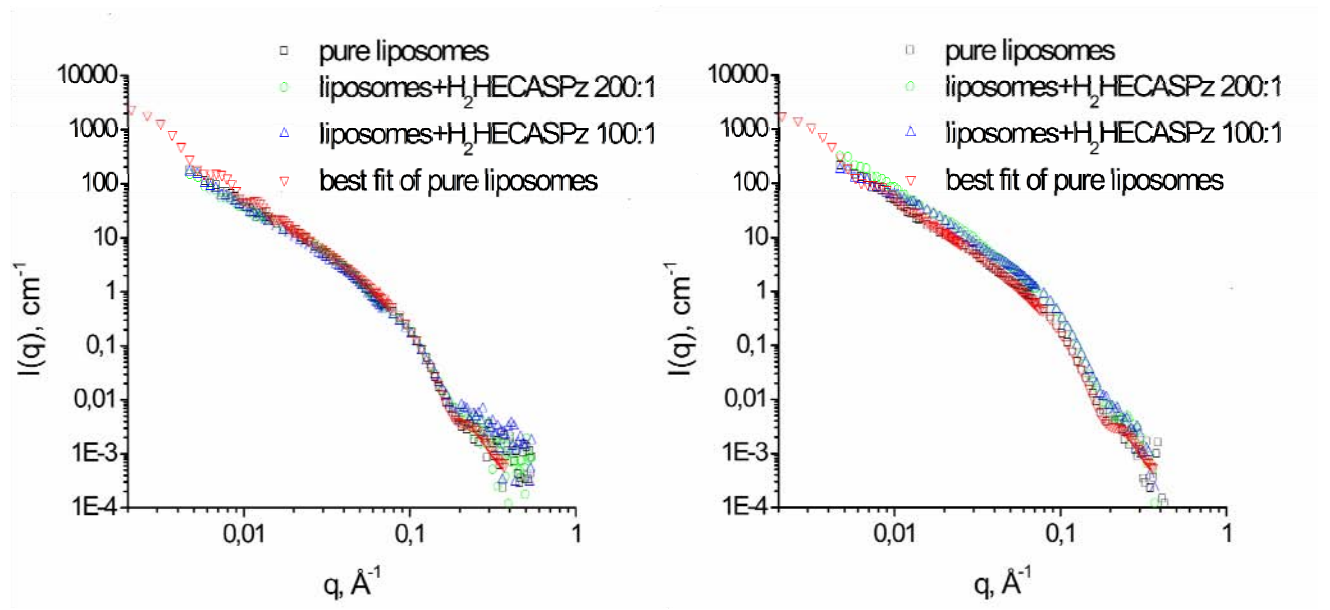 pure liposomes
liposomes+H₂HECASPz 200:1
liposomes+H₂HECASPz 100:1
best fit of pure liposomes
10000
1000
100
10
1
0,1
0,01
1E-3
1E-4
I(q), cm⁻¹
0,01
0,1
1
q, Å⁻¹
pure liposomes
liposomes+H₂HECASPz 200:1
liposomes+H₂HECASPz 100:1
best fit of pure liposomes
10000
1000
100
10
1
0,1
0,01
1E-3
1E-4
I(q), cm⁻¹
0,01
0,1
1
q, Å⁻¹